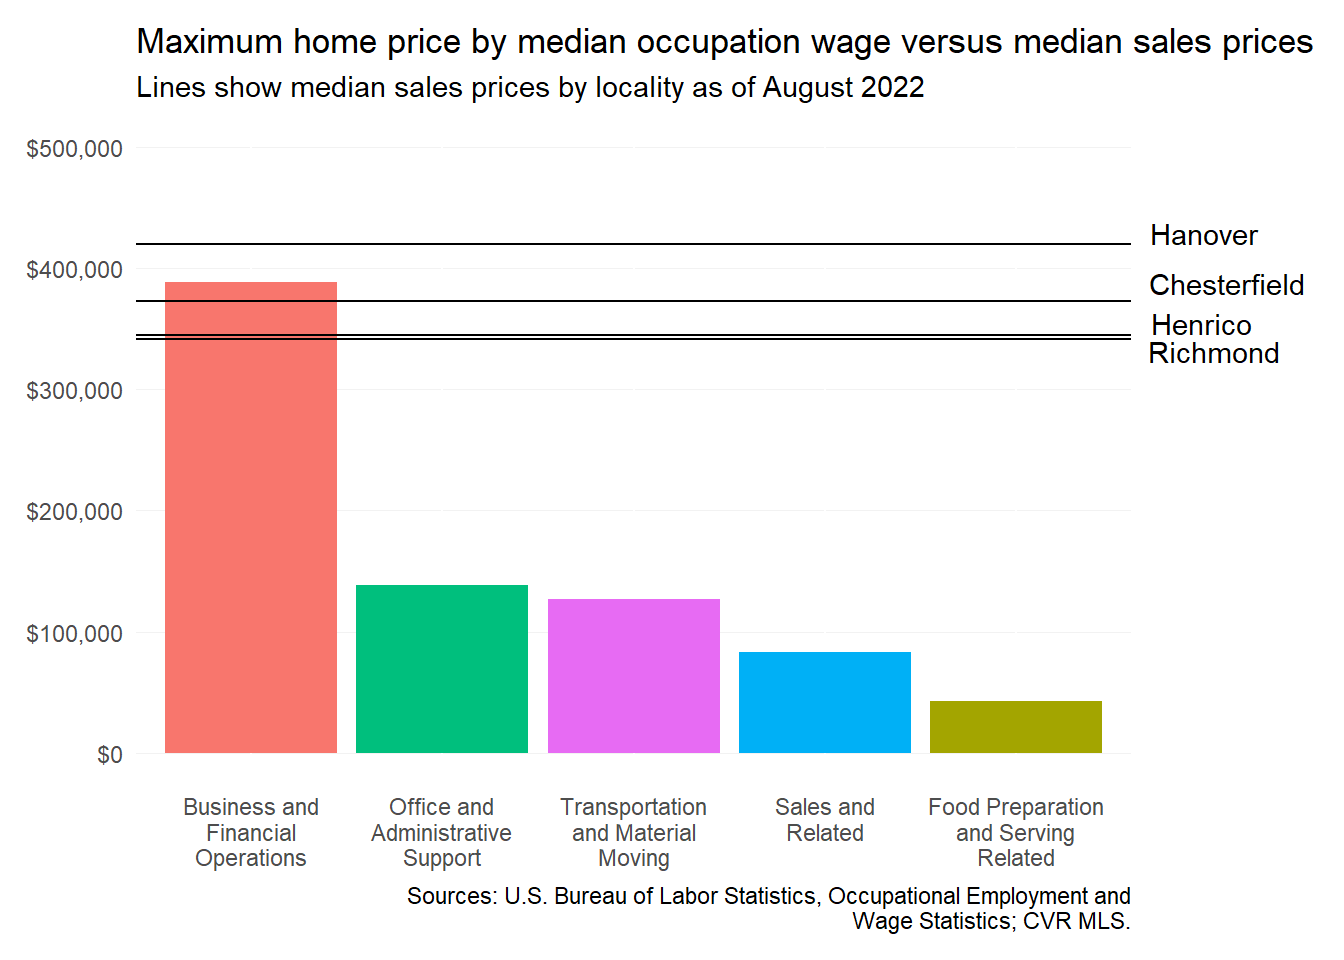 Maximum home price by median occupation wage versus median sales prices
Lines show median sales prices by locality as of August 2022
$500,000
$400,000
$300,000
$200,000
$100,000
$0
Hanover
Chesterfield
Henrico
Richmond
Business and
Financial
Operations
Office and
Administrative
Support
Transportation
and Material
Moving
Sales and
Related
Food Preparation
and Serving
Related
Sources: U.S. Bureau of Labor Statistics, Occupational Employment and
Wage Statistics; CVR MLS.